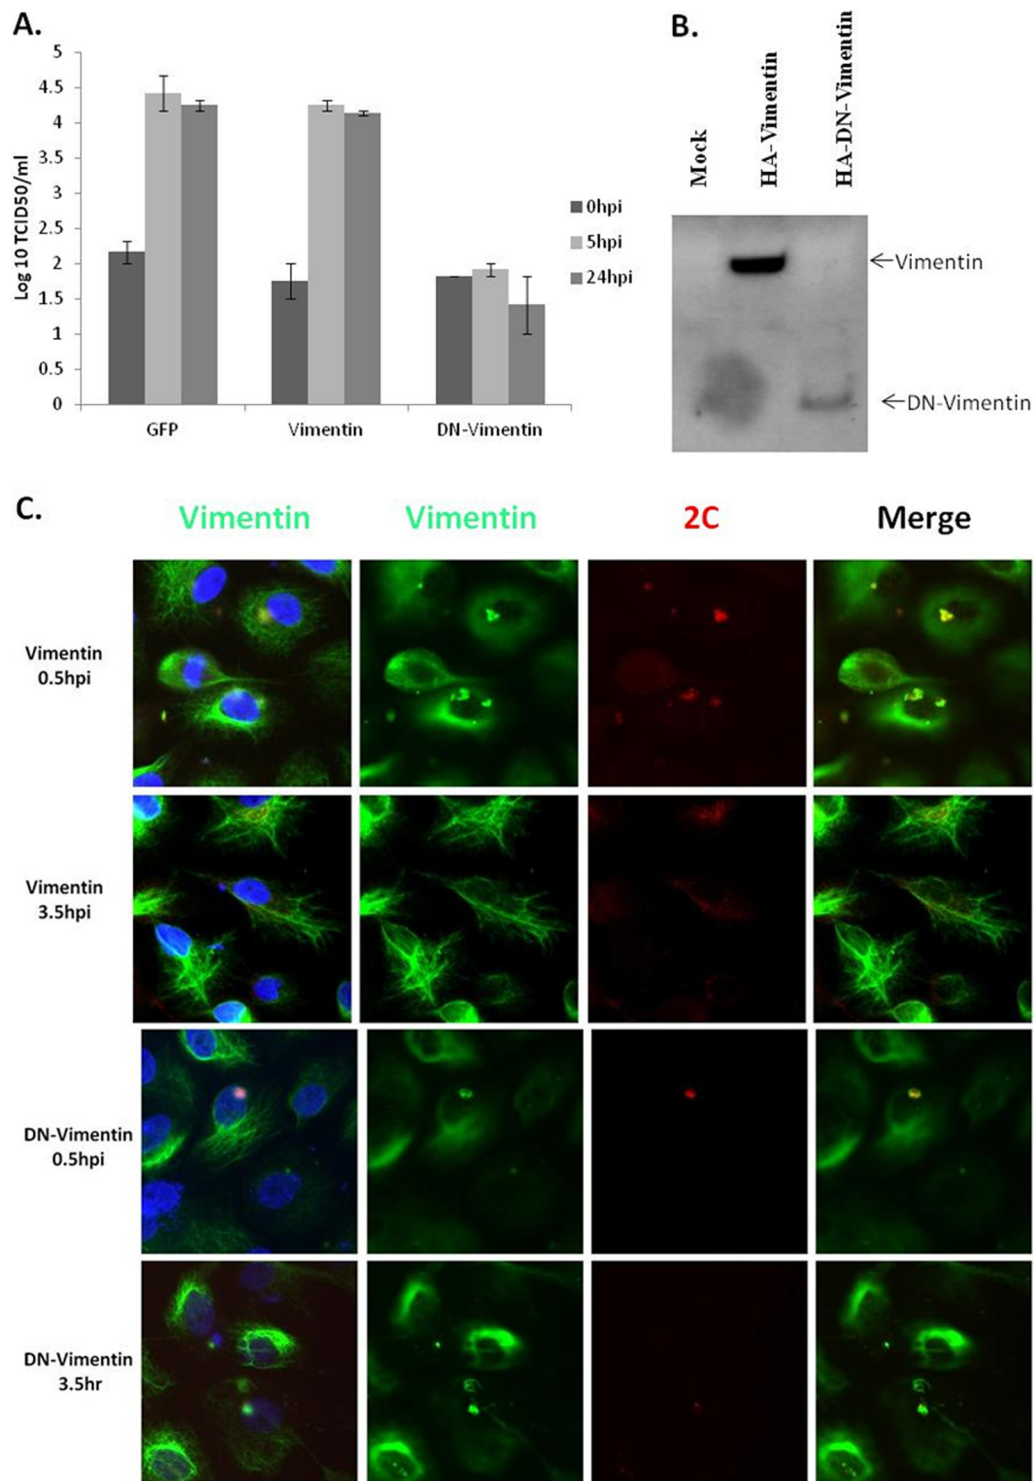 A.
5
4.5
4
3.5
3
2.5
2
1.5
1
0.5
0
Log 10 TCID50/ml
GFP
Vimentin
DN-Vimentin
0hpi
5hpi
24hpi
B.
Mock
HA-Vimentin
HA-DN-Vimentin
Vimentin
DN-Vimentin
C.
Vimentin
Vimentin
2C
Merge
Vimentin
0.5hpi
Vimentin
3.5hpi
DN-Vimentin
0.5hpi
DN-Vimentin
3.5hr